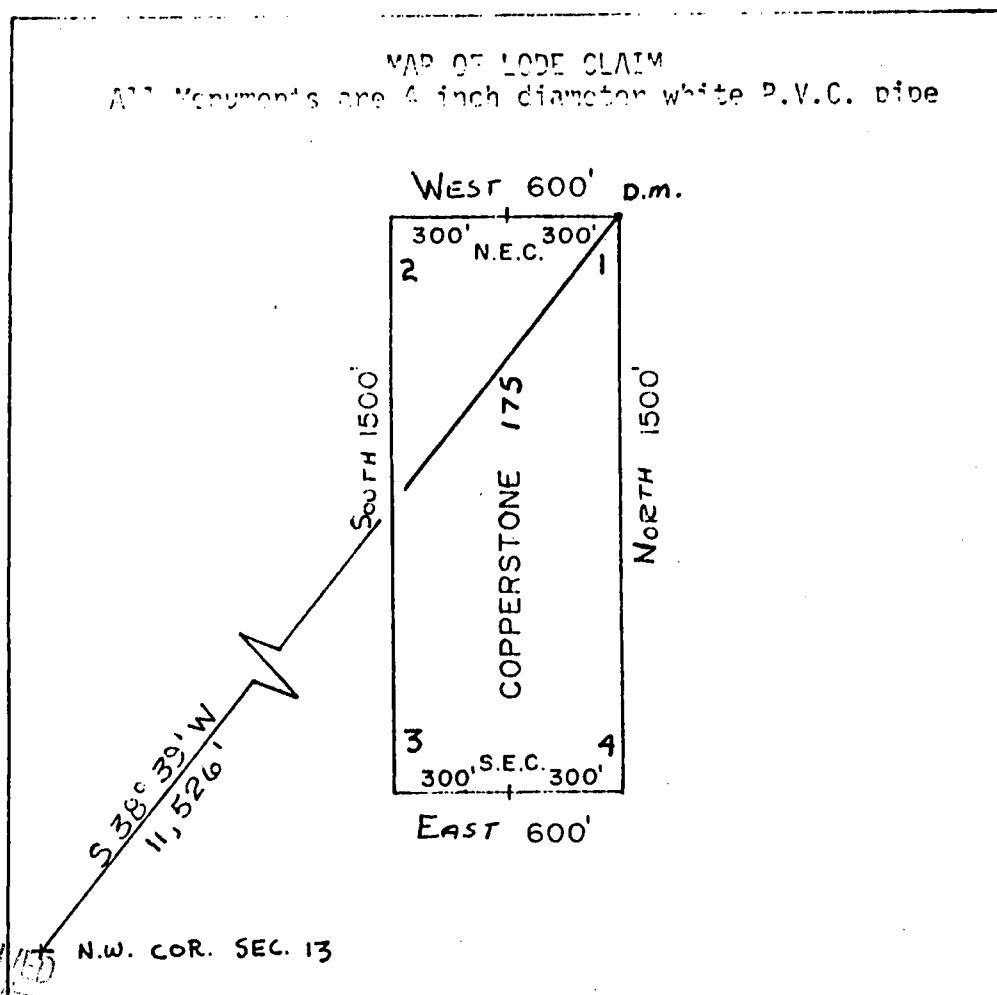 MAP OF LODE CLAIM
All Monuments are 4 inch diameter white P.V.C. pipe
WEST 600' D.M.
300' 300'
N.E.C.
2 1
SOUTH 1500'
COPPERSTONE 175
NORTH 1500'
3 4
300' S.E.C. 300'
EAST 600'
S 38° 39' W
11,526'
N.W. COR. SEC. 13